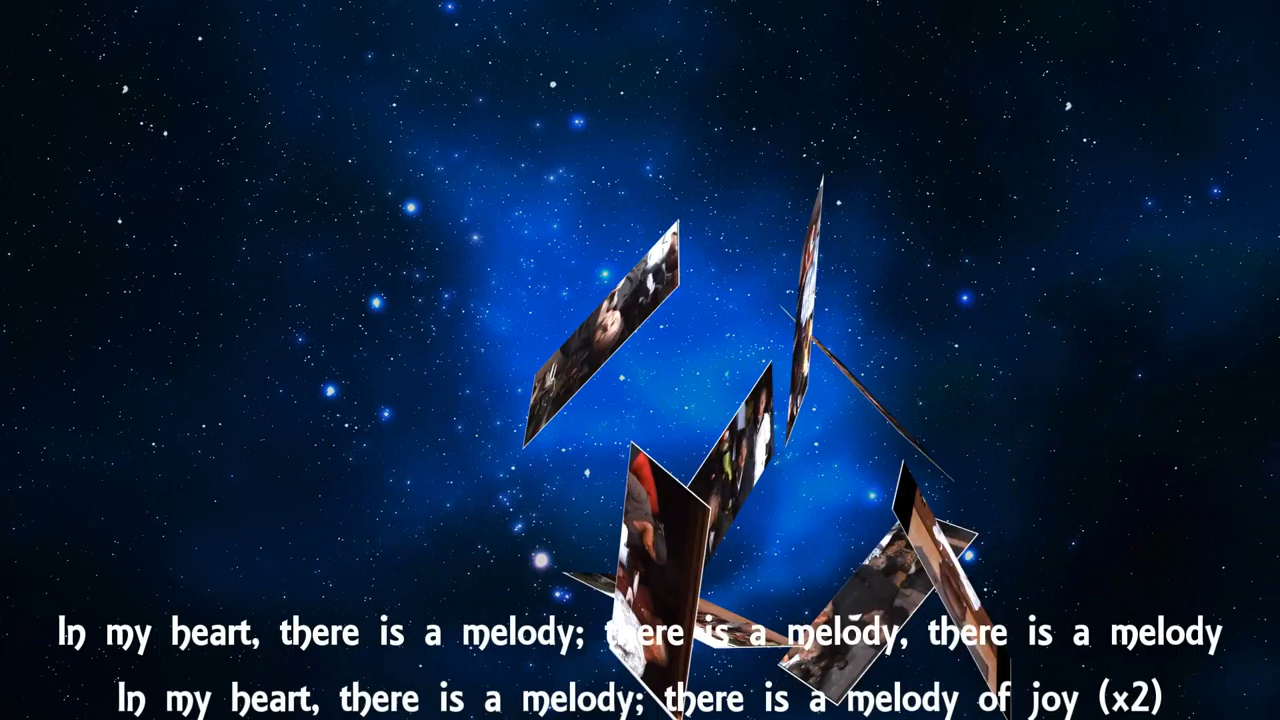 In my heart, there is a melody; there is a melody, there is a melody
In my heart, there is a melody; there is a melody of joy (x2)